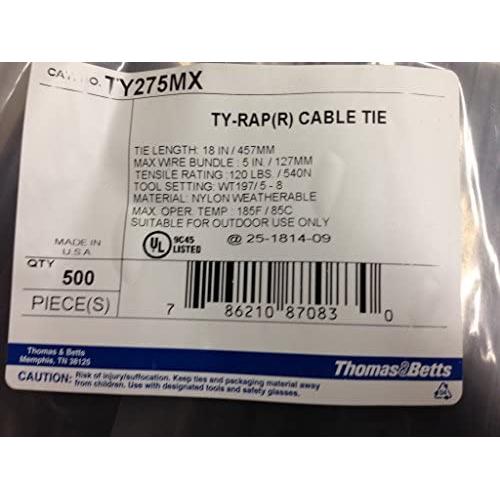 CAT. NO. TY275MX
TY-RAP(R) CABLE TIE
TIE LENGTH: 18 IN / 457MM
MAX WIRE BUNDLE : 5 IN. / 127MM
TENSILE RATING : 120 LBS. / 540N
TOOL SETTING: WT197/ 5 - 8
MATERIAL: NYLON WEATHERABLE
MAX. OPER. TEMP : 185F / 85C
SUITABLE FOR OUTDOOR USE ONLY
MADE IN
U.S.A
UL
9C45
LISTED
@ 25-1814-09
QTY
500
PIECE(S)
7 86210 87083 0
Thomas & Betts
Memphis, TN 38125
Thomas&Betts
CAUTION: Risk of injury/suffocation. Keep ties and packaging material away
from children. Use with designated tools and safety glasses.